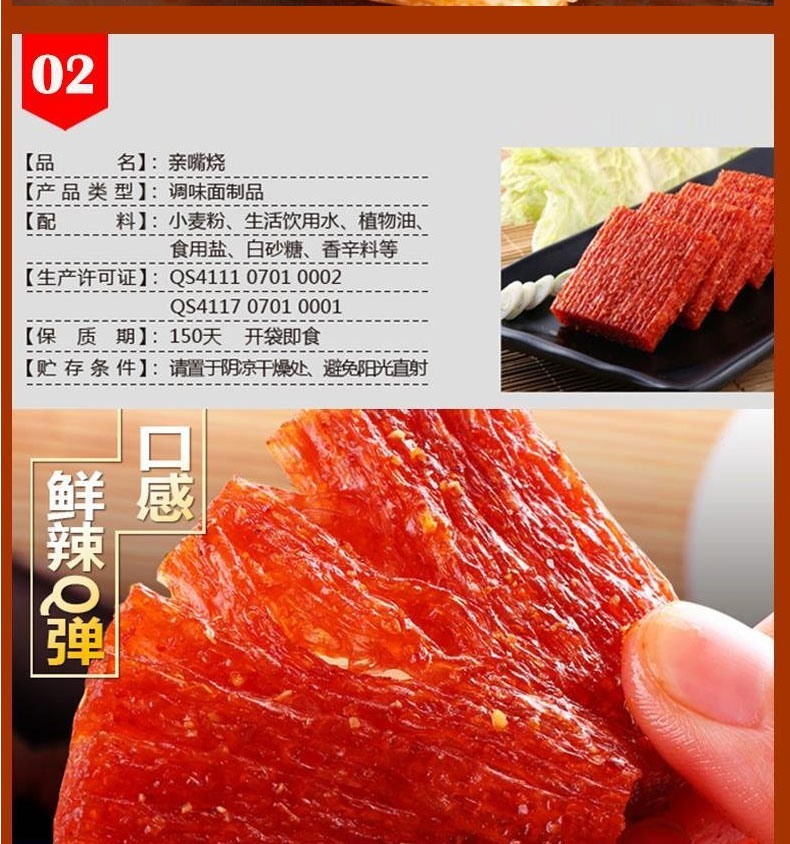 02
【品 名】：亲嘴烧
【产品类型】：调味面制品
【配 料】：小麦粉、生活饮用水、植物油、
食用盐、白砂糖、香辛料等
【生产许可证】：QS4111 0701 0002
QS4117 0701 0001
【保 质 期】：150天 开袋即食
【贮存条件】：请置于阴凉干燥处、避免阳光直射
口感
鲜辣Q弹